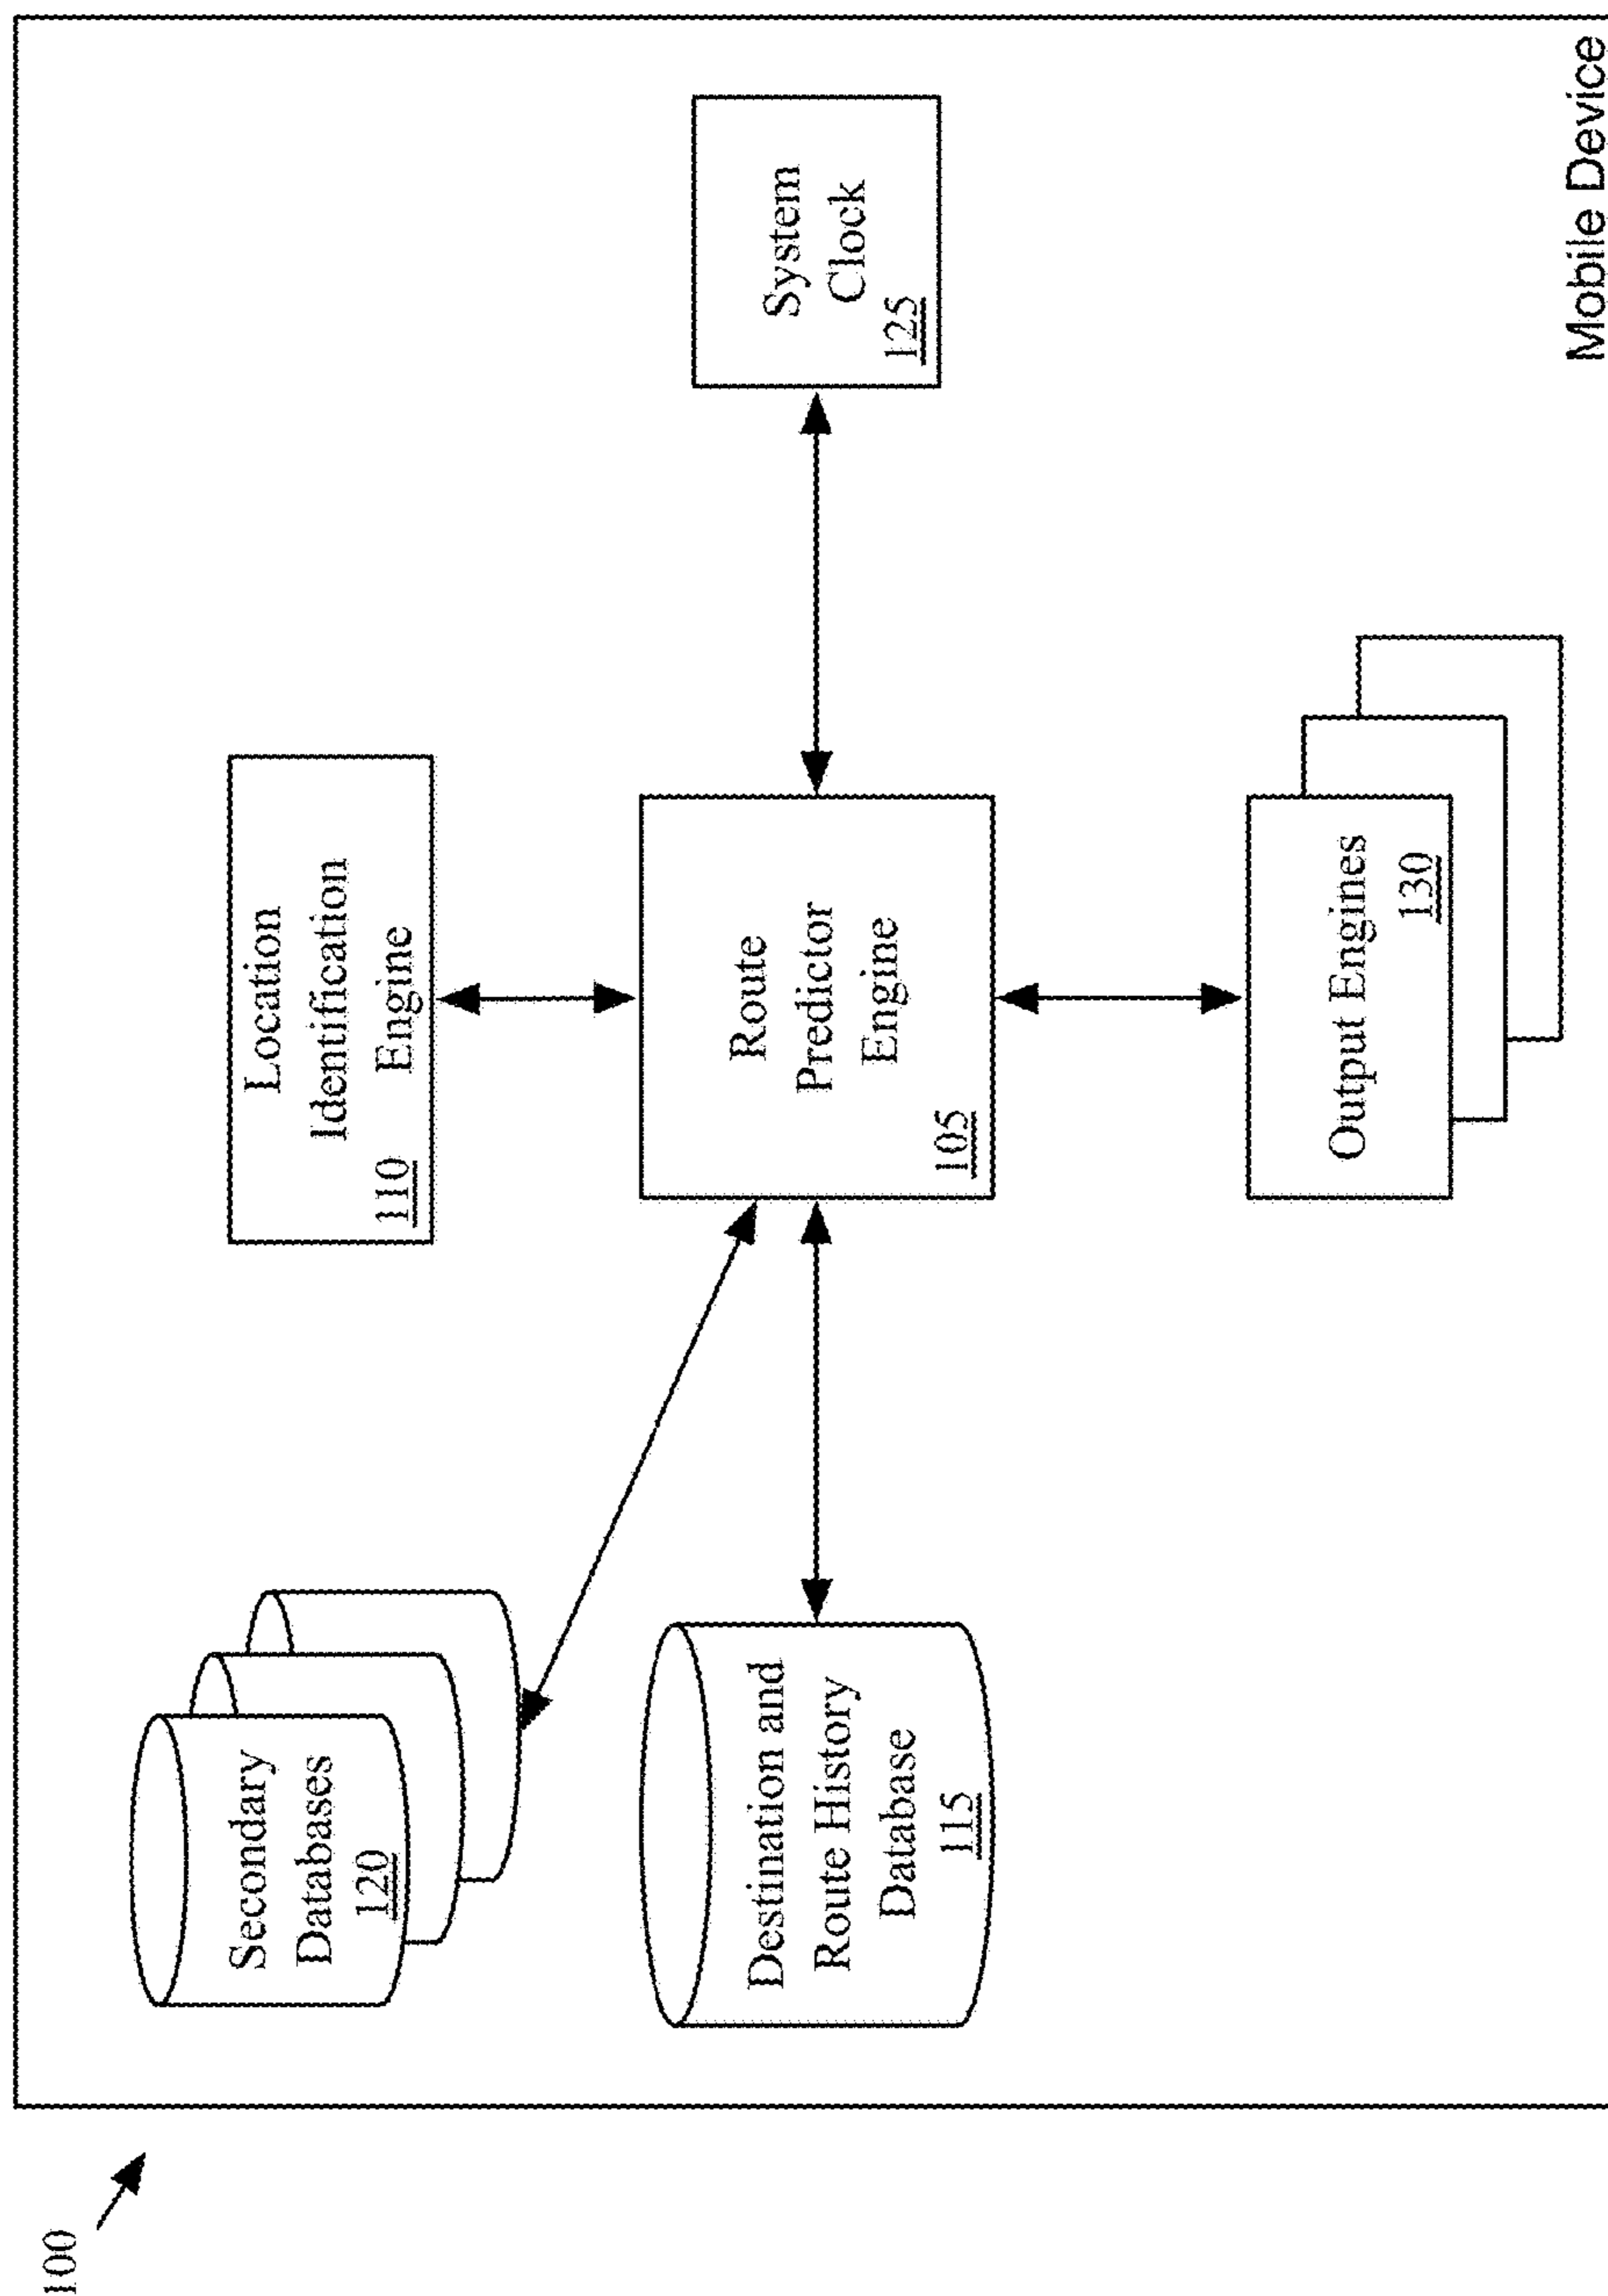 100
Secondary
Databases
120
Location
Identification
Engine
110
Destination and
Route History
Database
115
Route
Predictor
Engine
105
System
Clock
125
Output Engines
130
Mobile Device